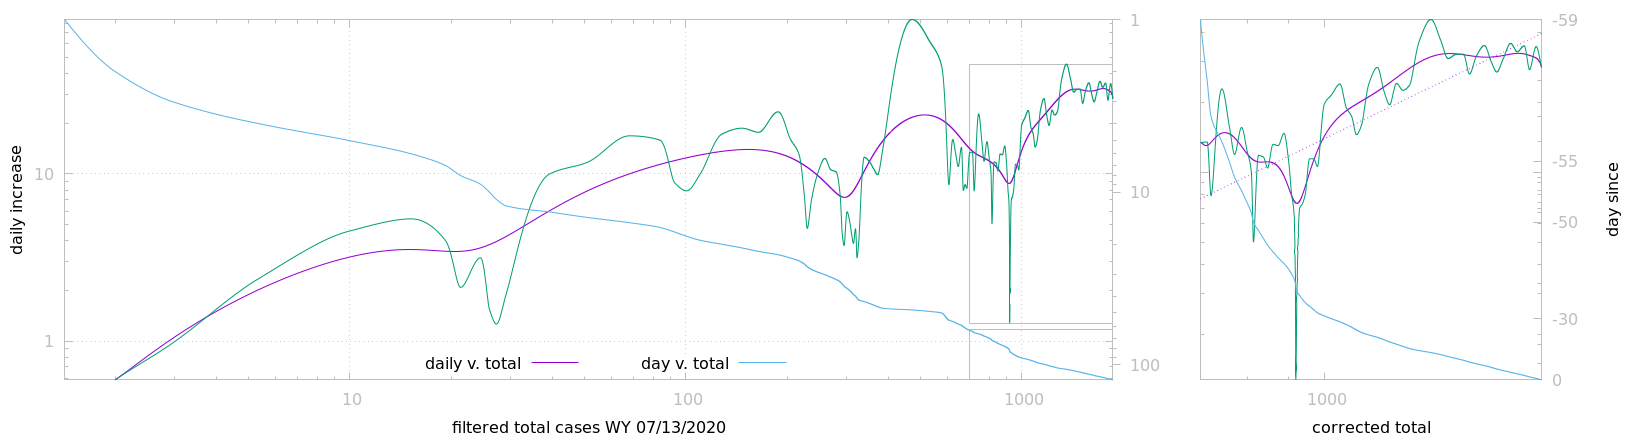 1
-59
daily increase
10
10
-55
-50
day since
1
-30
daily v. total
day v. total
100
0
10
100
1000
1000
filtered total cases WY 07/13/2020
corrected total